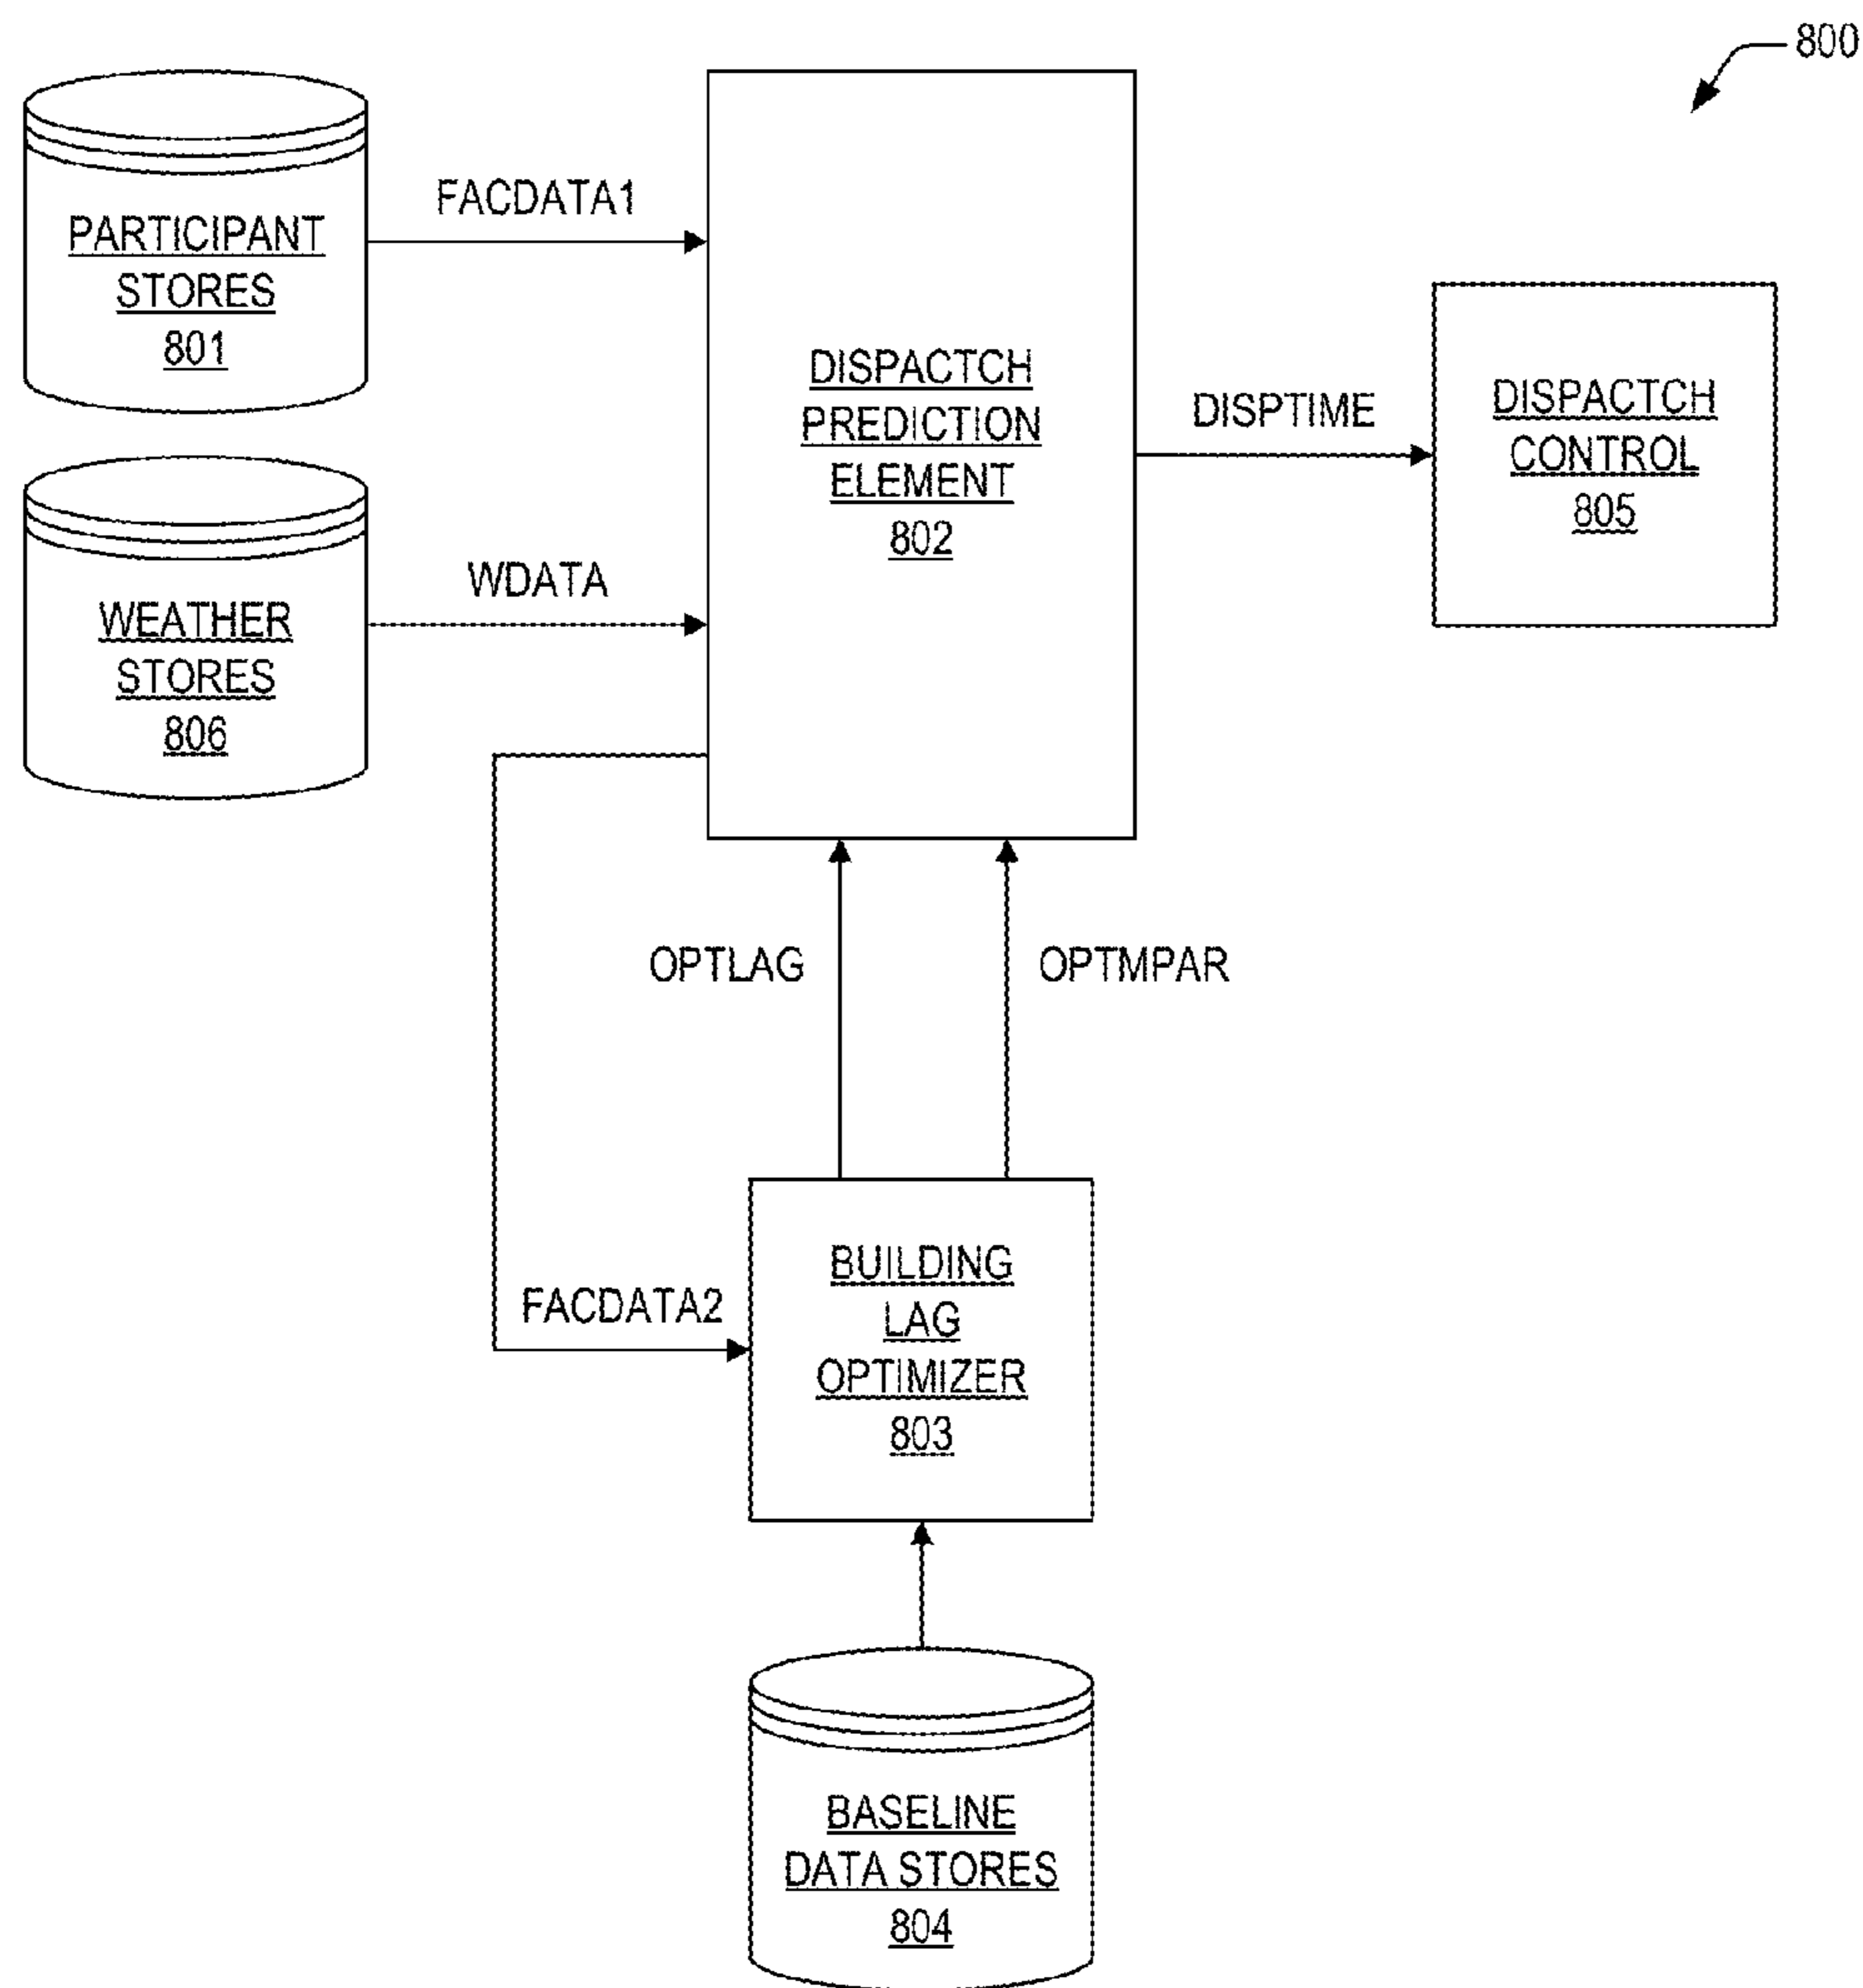 800
PARTICIPANT
STORES
801
FACDATA1
DISPACTCH
PREDICTION
ELEMENT
802
DISPTIME
DISPACTCH
CONTROL
805
WEATHER
STORES
806
WDATA
OPTLAG
OPTMPAR
FACDATA2
BUILDING
LAG
OPTIMIZER
803
BASELINE
DATA STORES
804